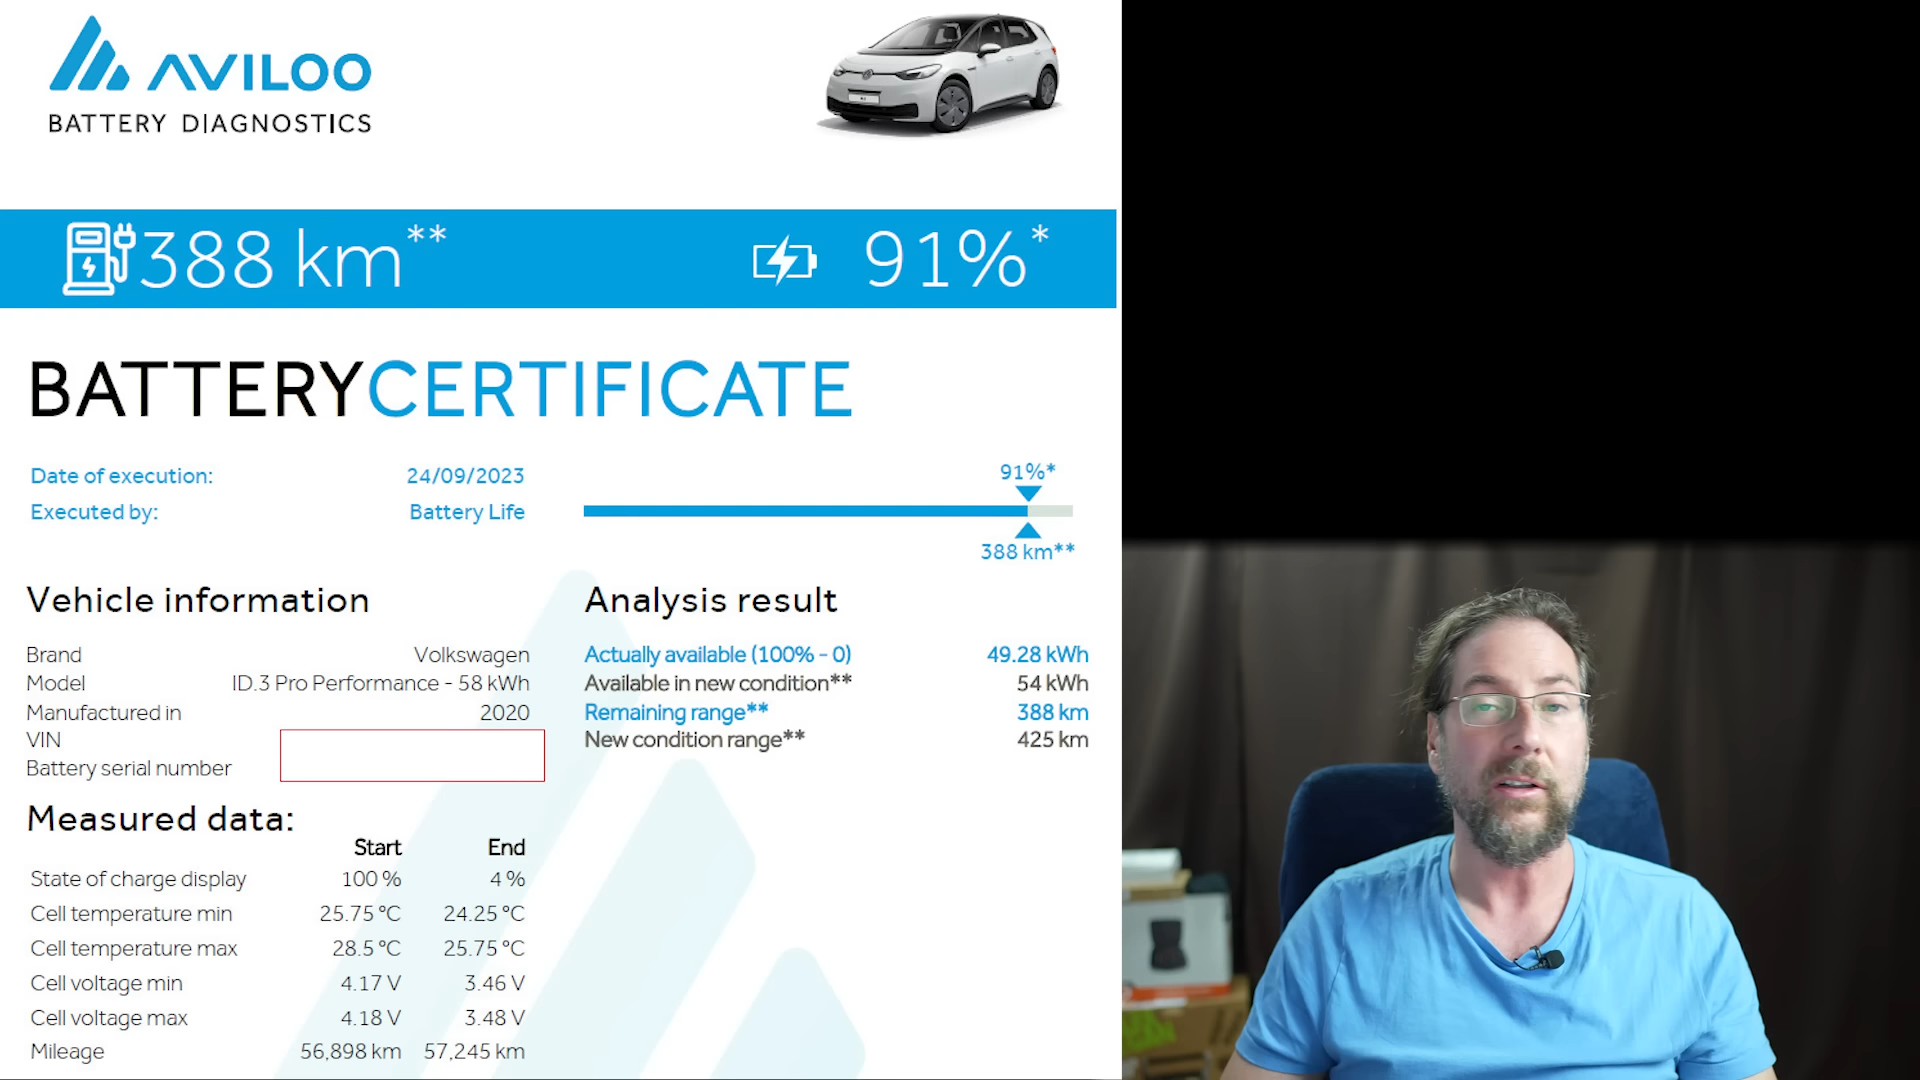 AVILOO
BATTERY DIAGNOSTICS
388 km** 91%*
BATTERYCERTIFICATE
Date of execution: 24/09/2023
Executed by: Battery Life
91%*
388 km**
Vehicle information
Brand Volkswagen
Model ID.3 Pro Performance - 58 kWh
Manufactured in 2020
VIN
Battery serial number
Analysis result
Actually available (100% - 0) 49.28 kWh
Available in new condition** 54 kWh
Remaining range** 388 km
New condition range** 425 km
Measured data:
Start End
State of charge display 100 % 4 %
Cell temperature min 25.75 °C 24.25 °C
Cell temperature max 28.5 °C 25.75 °C
Cell voltage min 4.17 V 3.46 V
Cell voltage max 4.18 V 3.48 V
Mileage 56,898 km 57,245 km